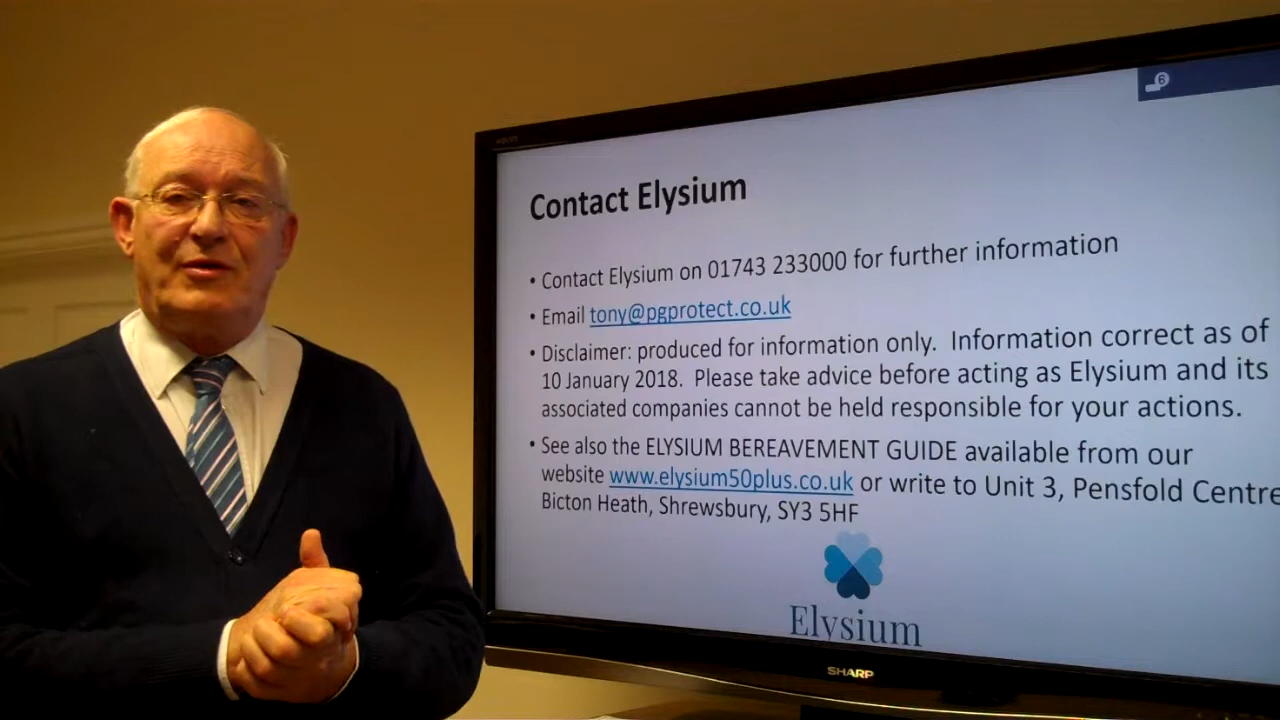 Contact Elysium
• Contact Elysium on 01743 233000 for further information
• Email tony@pgprotect.co.uk
• Disclaimer: produced for information only. Information correct as of
10 January 2018. Please take advice before acting as Elysium and its
associated companies cannot be held responsible for your actions.
• See also the ELYSIUM BEREAVEMENT GUIDE available from our
website www.elysium50plus.co.uk or write to Unit 3, Pensfold Centre
Bicton Heath, Shrewsbury, SY3 5HF
Elysium
SHARP
6